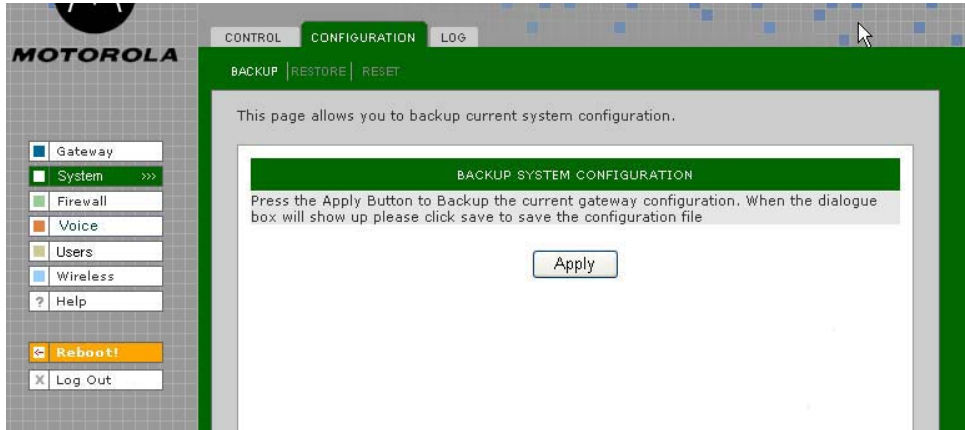 MOTOROLA
CONTROL CONFIGURATION LOG
BACKUP RESTORE RESET
This page allows you to backup current system configuration.
Gateway
System >>>
Firewall
Voice
Users
Wireless
? Help
Reboot!
X Log Out
BACKUP SYSTEM CONFIGURATION
Press the Apply Button to Backup the current gateway configuration. When the dialogue
box will show up please click save to save the configuration file
Apply